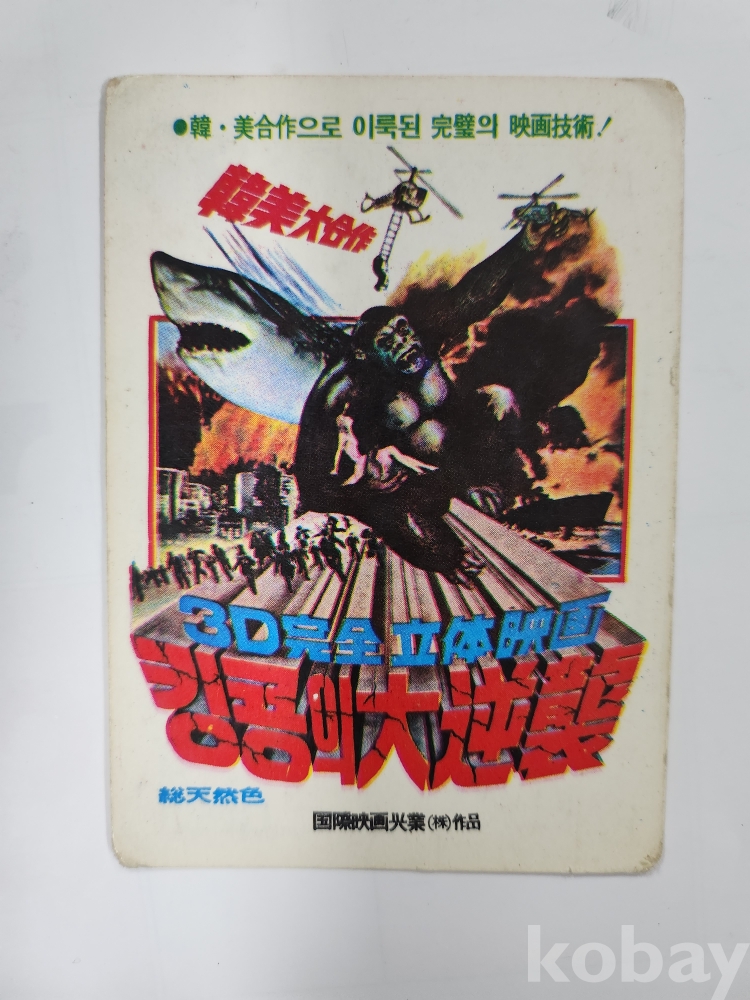 ●韓・美合作으로 이룩된 完璧의 映画技術!
韓美大合作
3D完全立体映画
킹콩의大逆襲
総天然色
国際映画興業(株)作品
kobay